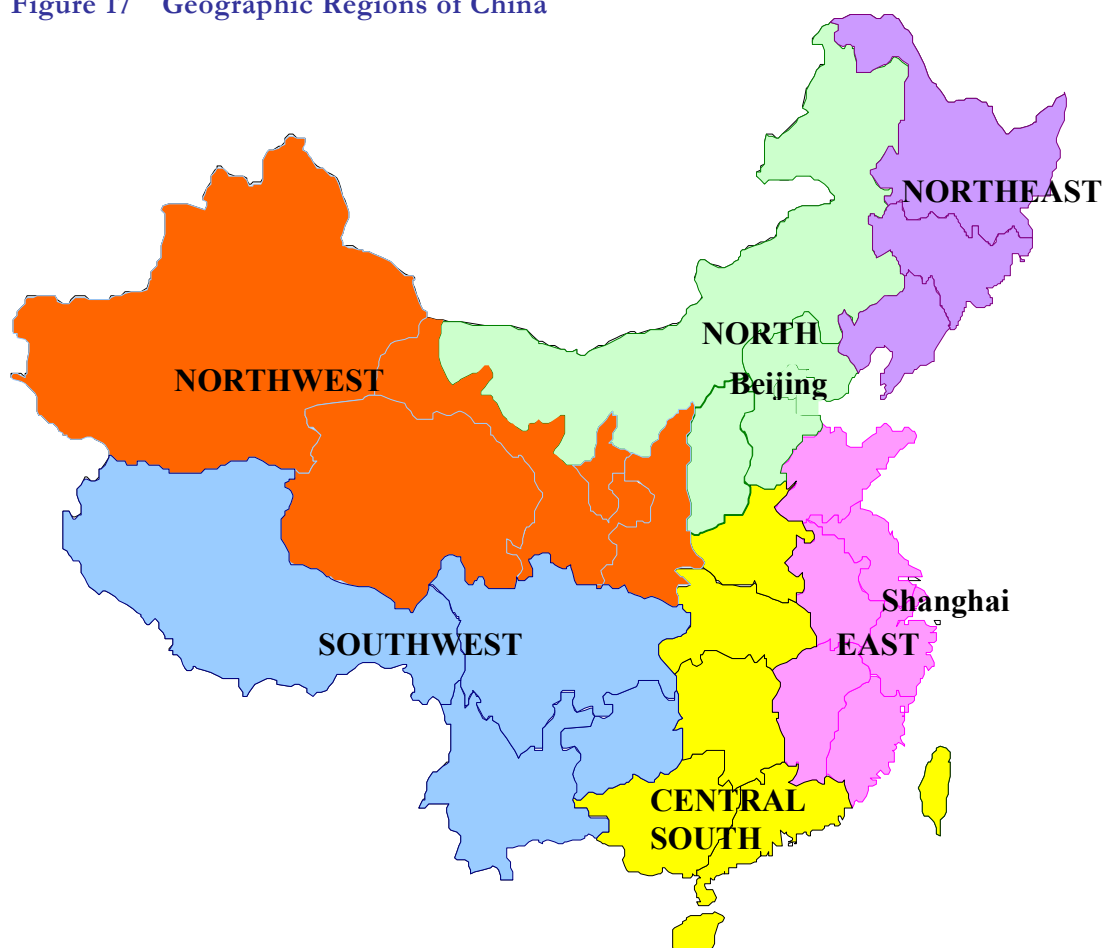 Figure 17 Geographic Regions of China
NORTHEAST
NORTH
Beijing
NORTHWEST
Shanghai
SOUTHWEST
EAST
CENTRAL
SOUTH